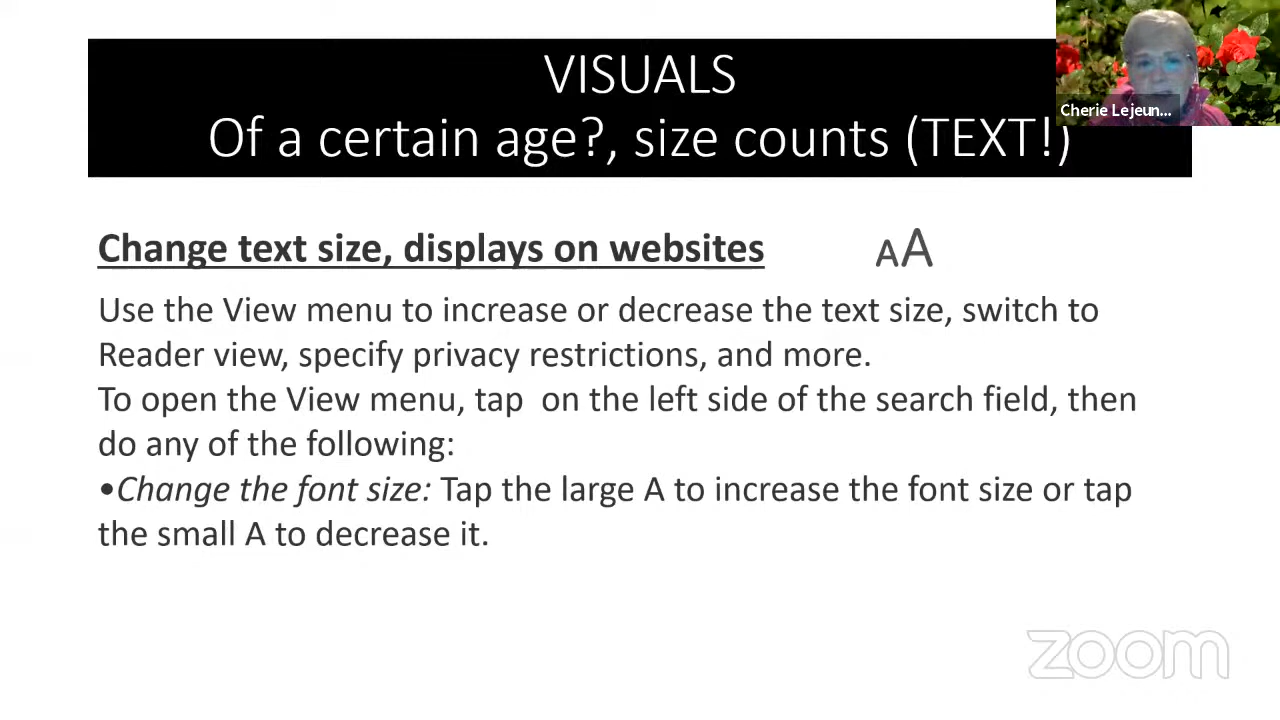 VISUALS
Of a certain age?, size counts (TEXT!)
Cherie Lejeun...
Change text size, displays on websites AA
Use the View menu to increase or decrease the text size, switch to
Reader view, specify privacy restrictions, and more.
To open the View menu, tap  on the left side of the search field, then
do any of the following:
•Change the font size: Tap the large A to increase the font size or tap
the small A to decrease it.
zoom